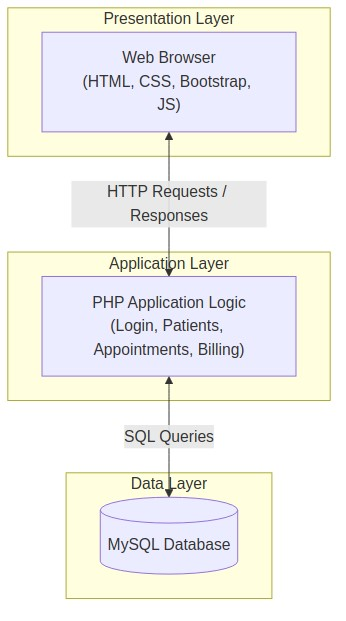 Presentation Layer
Web Browser
(HTML, CSS, Bootstrap,
JS)
HTTP Requests /
Responses
Application Layer
PHP Application Logic
(Login, Patients,
Appointments, Billing)
SQL Queries
Data Layer
MySQL Database